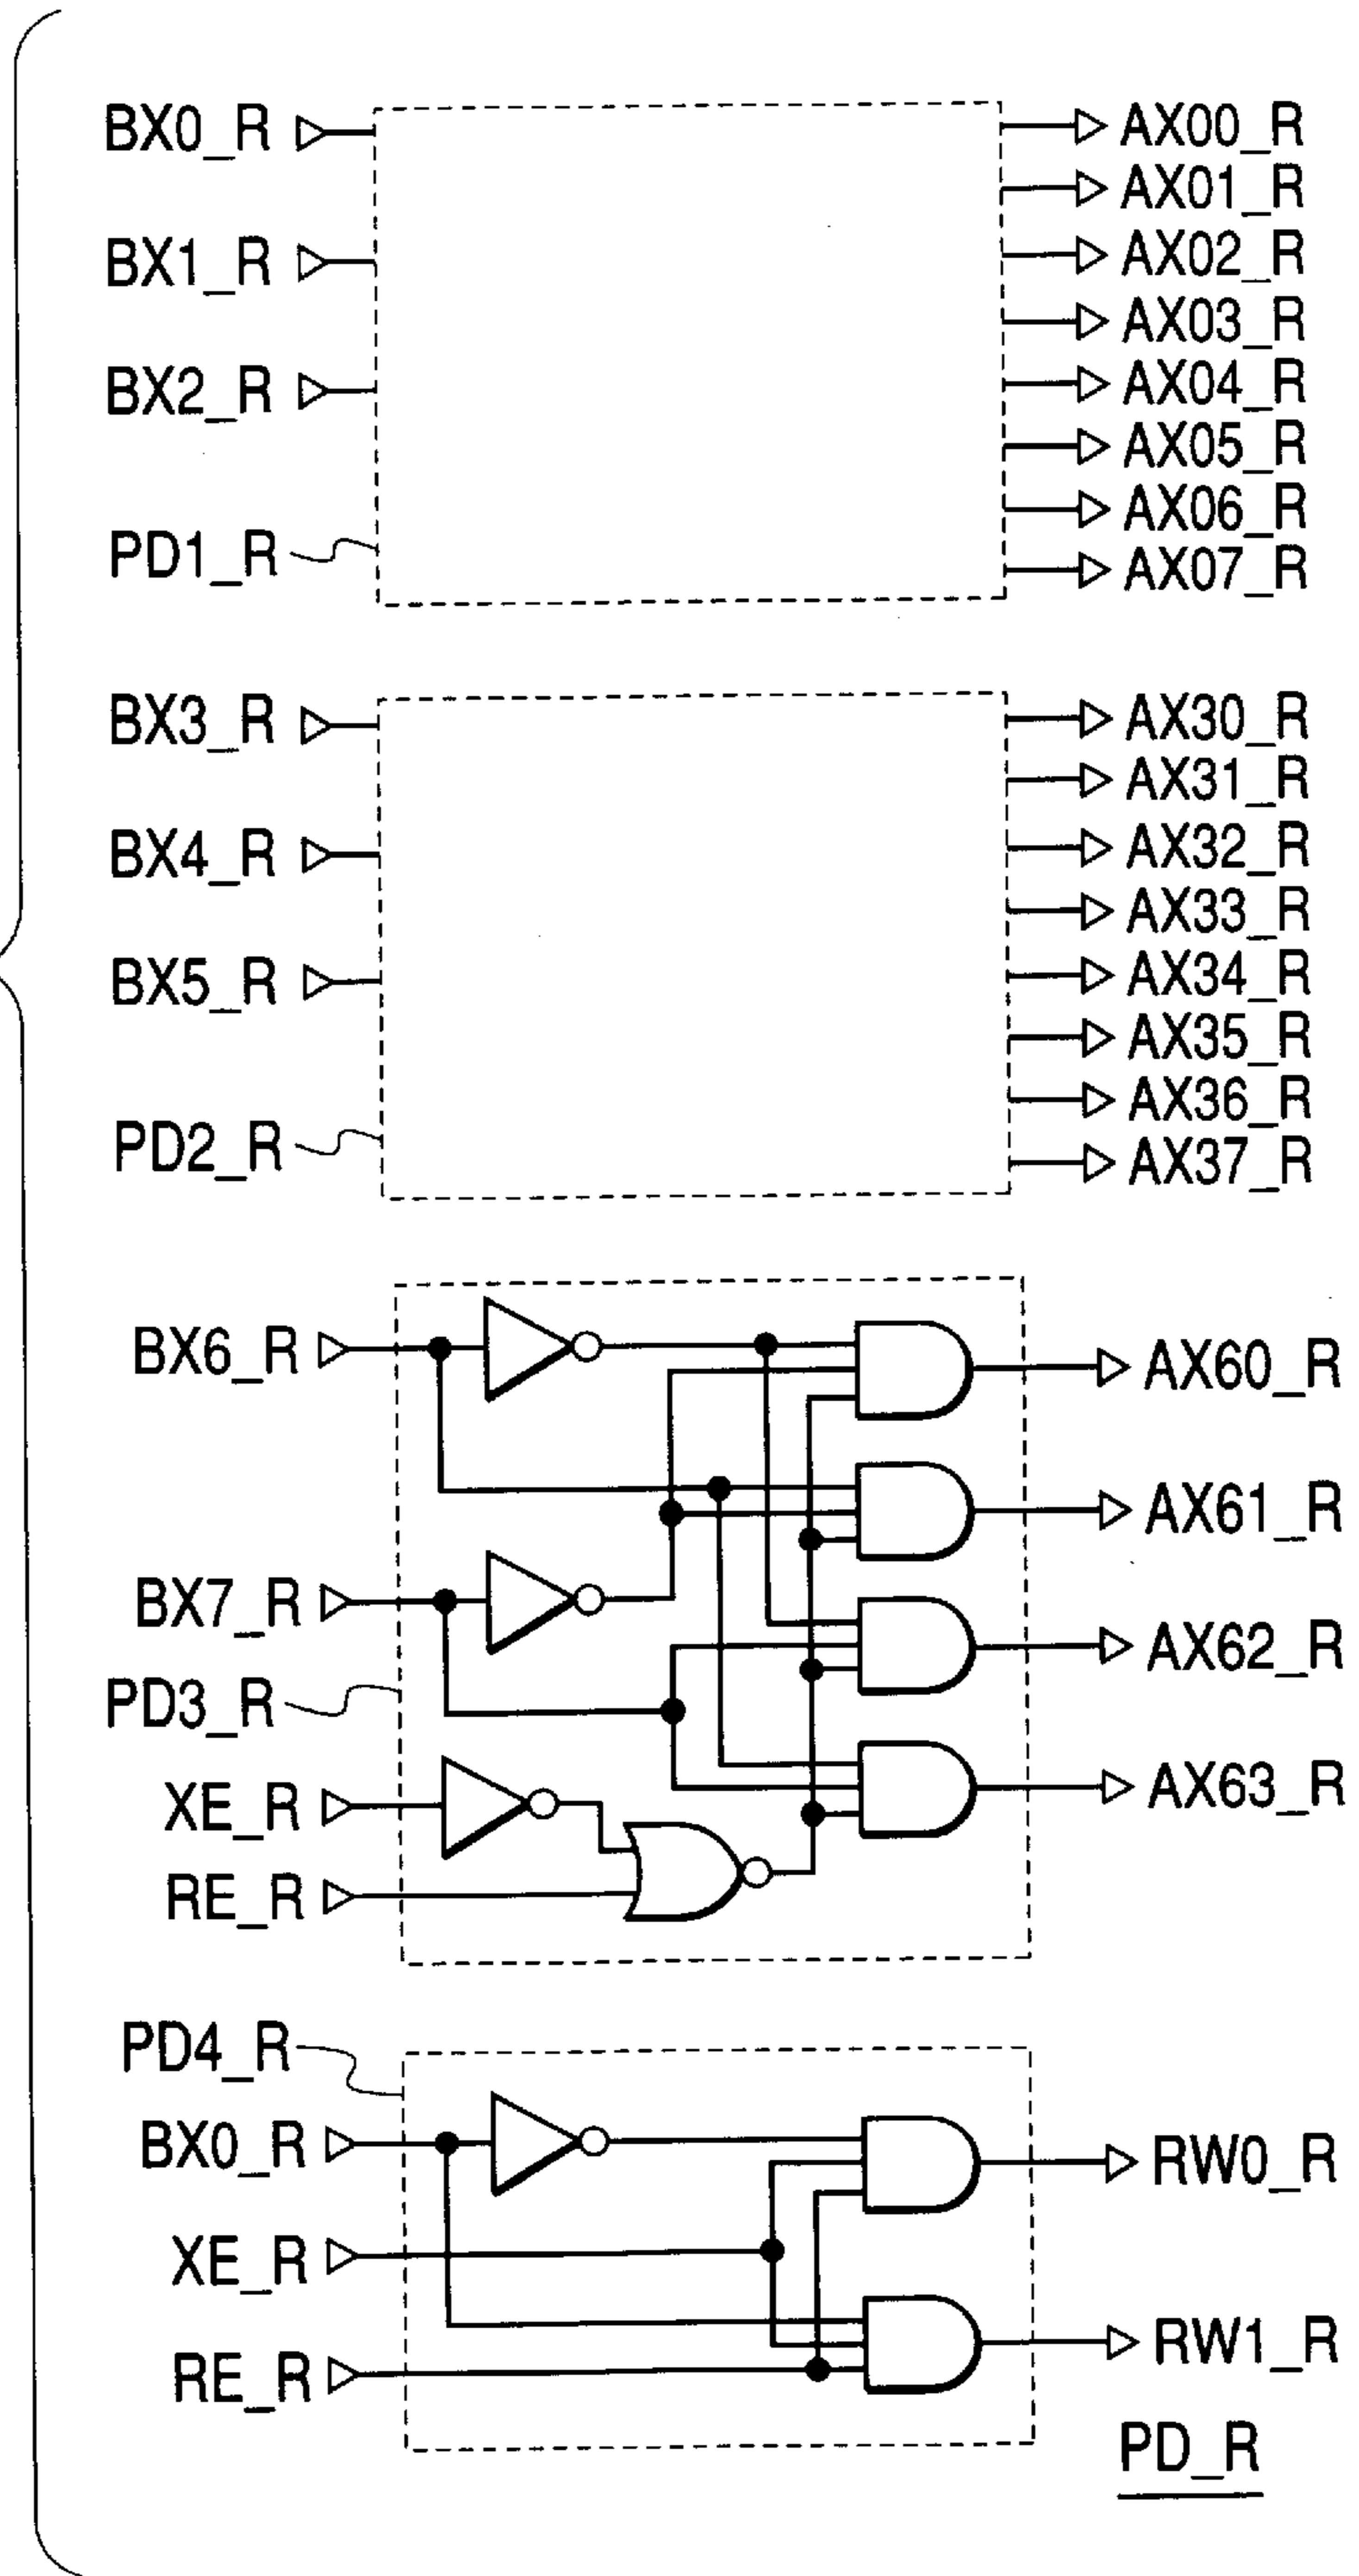 BX0_R
BX1_R
BX2_R
PD1_R
AX00_R
AX01_R
AX02_R
AX03_R
AX04_R
AX05_R
AX06_R
AX07_R
BX3_R
BX4_R
BX5_R
PD2_R
AX30_R
AX31_R
AX32_R
AX33_R
AX34_R
AX35_R
AX36_R
AX37_R
BX6_R
BX7_R
PD3_R
XE_R
RE_R
AX60_R
AX61_R
AX62_R
AX63_R
PD4_R
BX0_R
XE_R
RE_R
RW0_R
RW1_R
PD_R